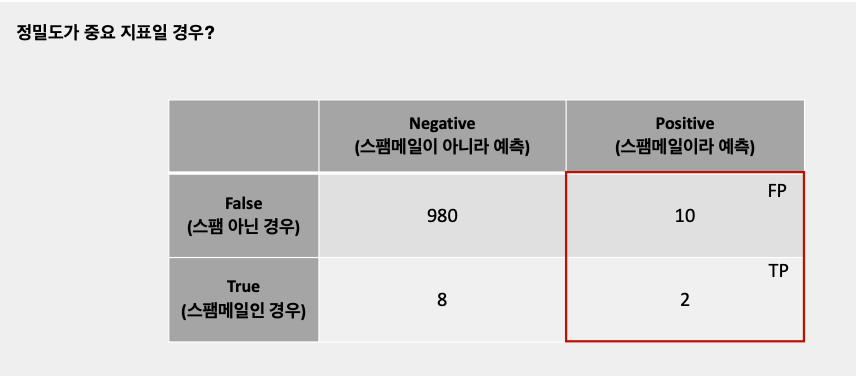 정밀도가 중요 지표일 경우?
Negative
(스팸메일이 아니라 예측)
Positive
(스팸메일이라 예측)
False
(스팸 아닌 경우)
980
10
FP
True
(스팸메일인 경우)
8
2
TP